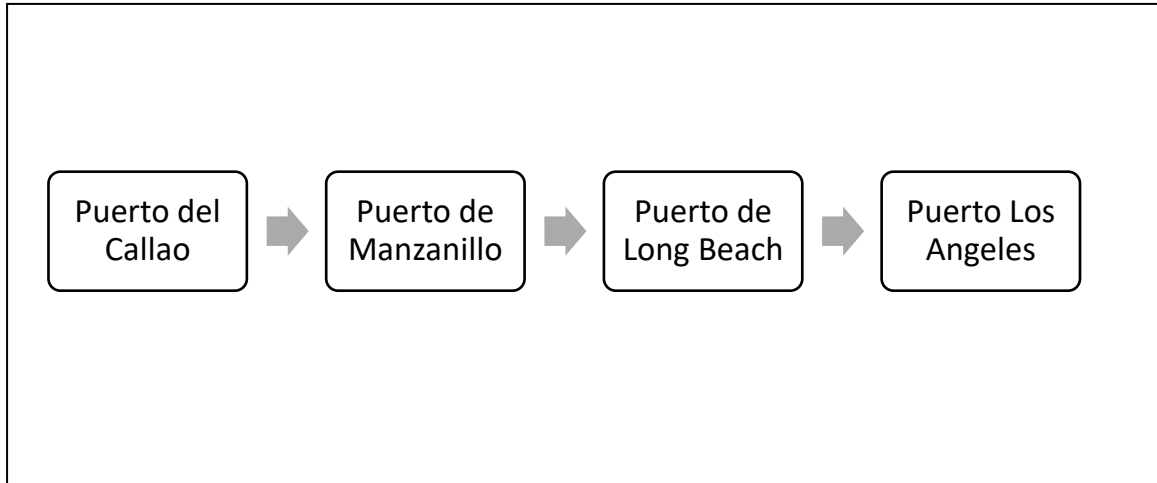 Puerto del
Callao
Puerto de
Manzanillo
Puerto de
Long Beach
Puerto Los
Angeles